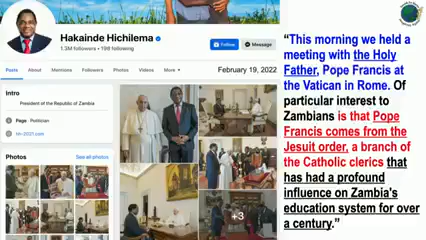 Hakainde Hichilema
1.3M followers • 198 following
Follow
Message
Posts About Mentions Followers Photos Videos More
February 19, 2022
Intro
President of the Republic of Zambia
Page · Politician
hh-2021.com
Photos
See all photos
+3
“This morning we held a
meeting with the Holy
Father, Pope Francis at
the Vatican in Rome. Of
particular interest to
Zambians is that Pope
Francis comes from the
Jesuit order, a branch of
the Catholic clerics that
has had a profound
influence on Zambia's
education system for over
a century.”